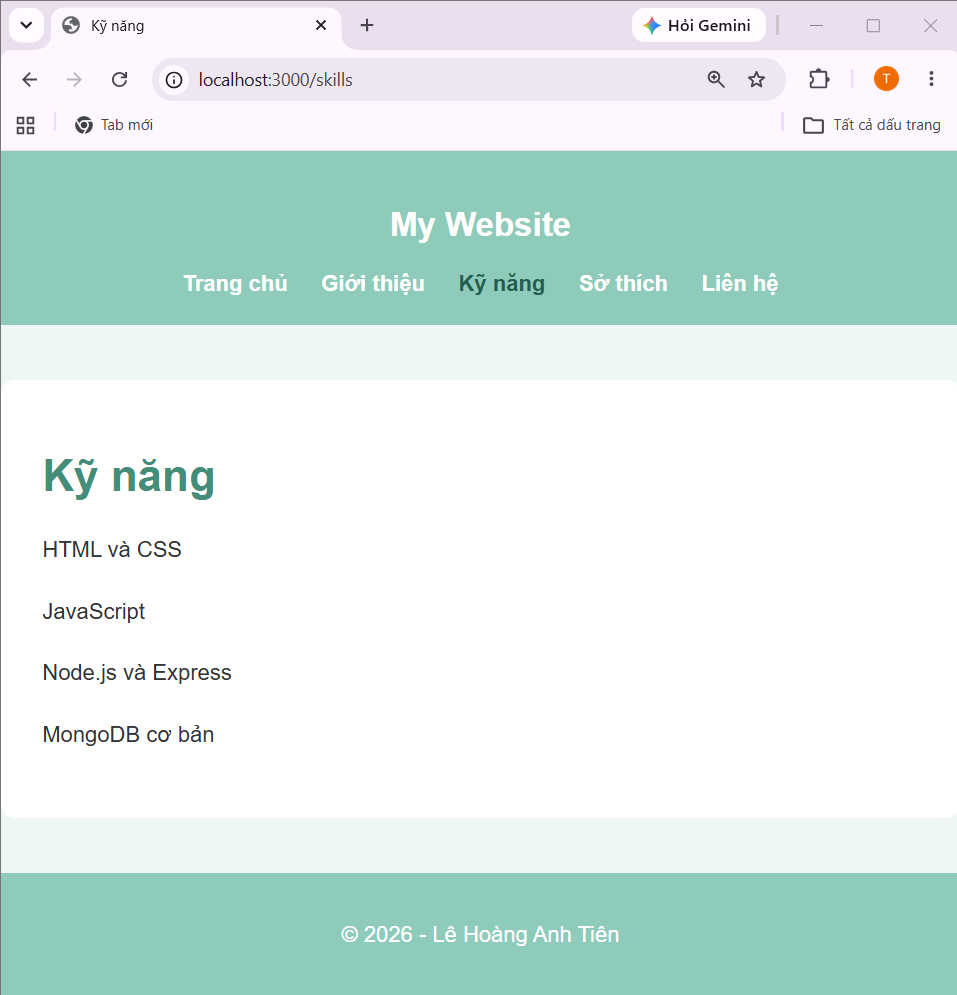 Kỹ năng
Hỏi Gemini
localhost:3000/skills
T
Tab mới
Tất cả dấu trang
My Website
Trang chủ Giới thiệu Kỹ năng Sở thích Liên hệ
Kỹ năng
HTML và CSS
JavaScript
Node.js và Express
MongoDB cơ bản
© 2026 - Lê Hoàng Anh Tiên